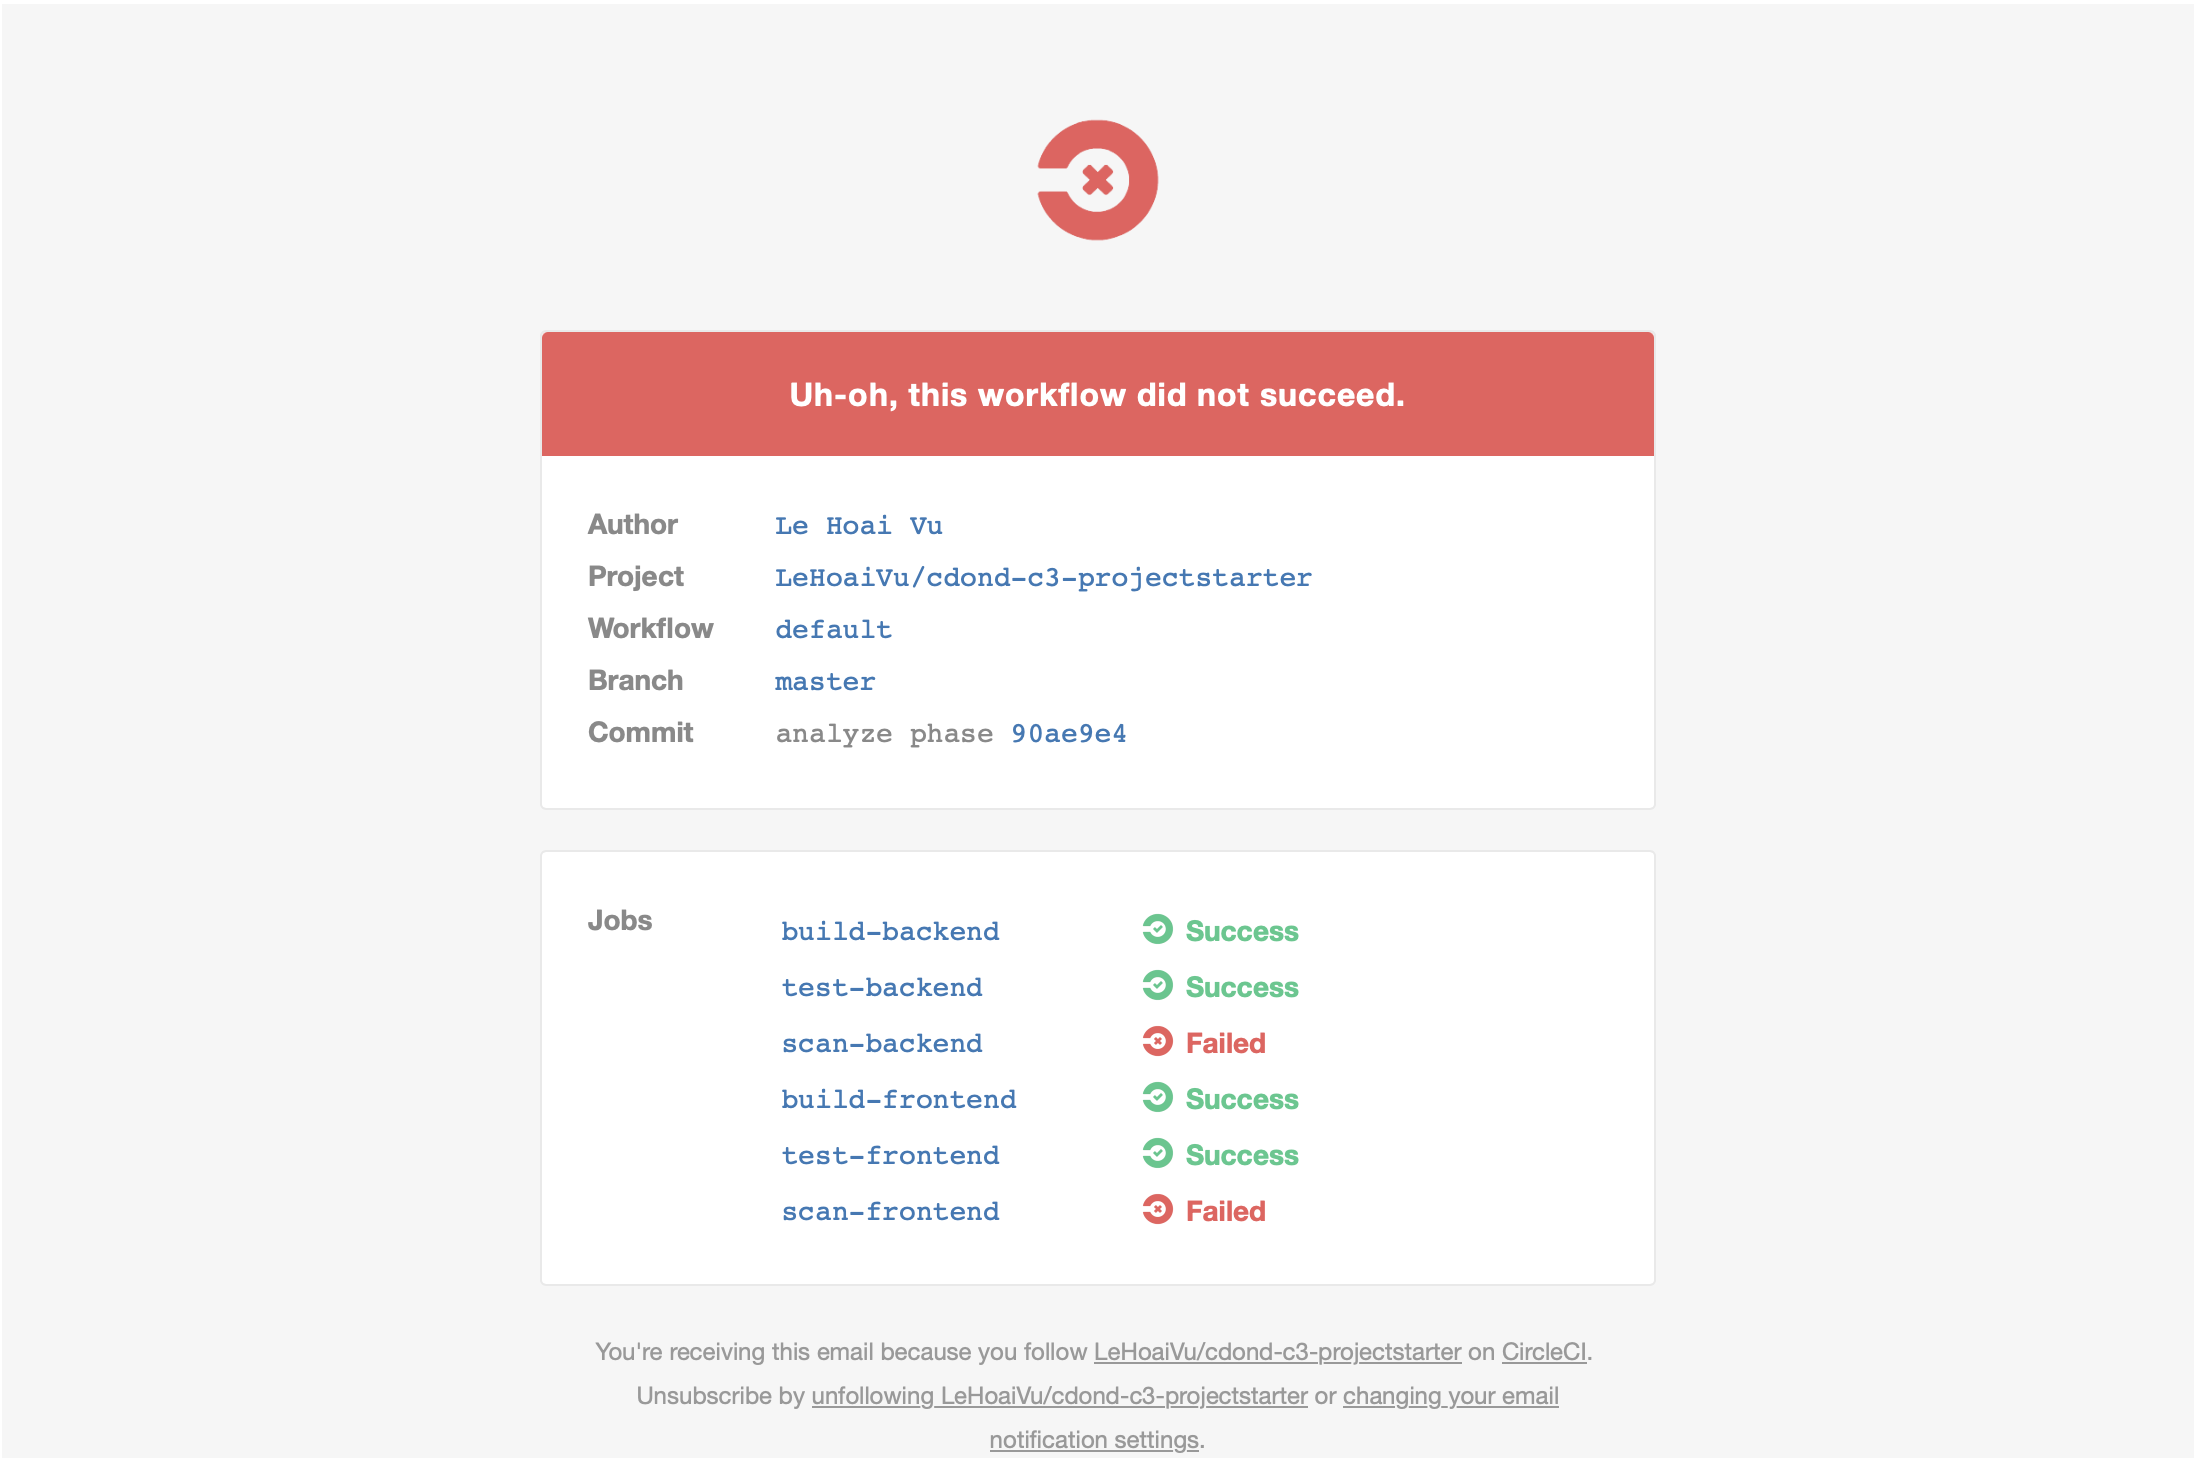 Uh-oh, this workflow did not succeed.
Author Le Hoai Vu
Project LeHoaiVu/cdond-c3-projectstarter
Workflow default
Branch master
Commit analyze phase 90ae9e4
Jobs build-backend Success
test-backend Success
scan-backend Failed
build-frontend Success
test-frontend Success
scan-frontend Failed
You're receiving this email because you follow LeHoaiVu/cdond-c3-projectstarter on CircleCI.
Unsubscribe by unfollowing LeHoaiVu/cdond-c3-projectstarter or changing your email
notification settings.